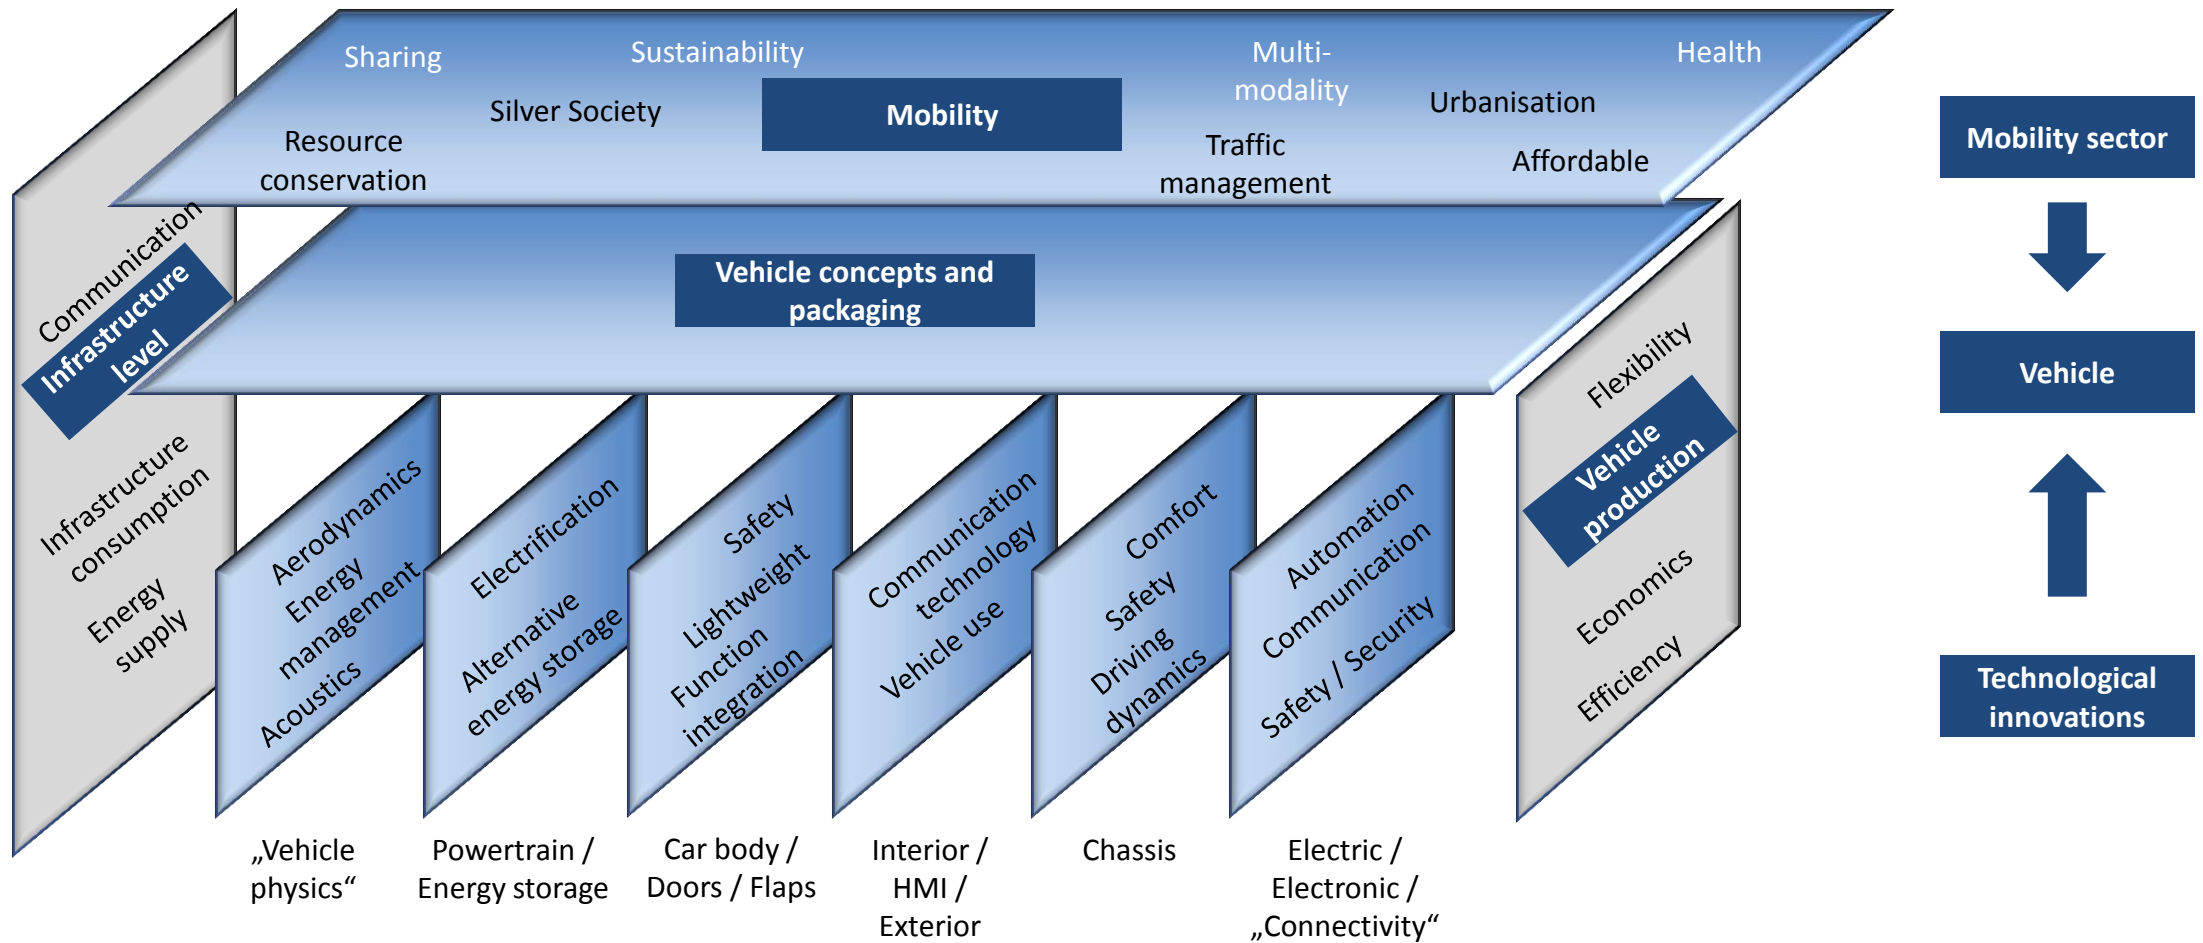 Sharing
Sustainability
Multi-
modality
Health
Silver Society
Mobility
Urbanisation
Resource
conservation
Traffic
management
Affordable
Mobility sector
Communication
Infrastructure
level
Infrastructure
consumption
Energy
supply
Vehicle concepts and
packaging
Vehicle
Flexibility
Vehicle
production
Economics
Efficiency
Technological
innovations
Aerodynamics
Energy
management
Acoustics
Electrification
Alternative
energy storage
Safety
Lightweight
Function
integration
Communication
technology
Vehicle use
Comfort
Safety
Driving
dynamics
Automation
Communication
Safety / Security
„Vehicle
physics“
Powertrain /
Energy storage
Car body /
Doors / Flaps
Interior /
HMI /
Exterior
Chassis
Electric /
Electronic /
„Connectivity“